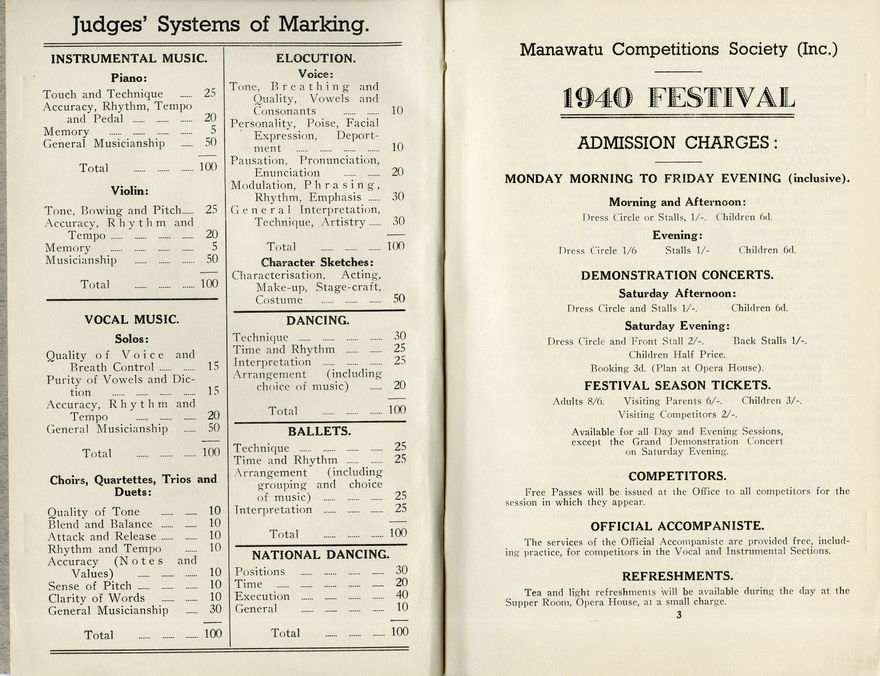 Judges' Systems of Marking.
INSTRUMENTAL MUSIC.
Piano:
Touch and Technique ..... 25
Accuracy, Rhythm, Tempo
and Pedal ..... ..... ..... 20
Memory ..... ..... ..... ..... 5
General Musicianship ..... 50
Total ..... ..... ..... 100
Violin:
Tone, Bowing and Pitch..... 25
Accuracy, Rhythm and
Tempo ..... ..... ..... ..... 20
Memory ..... ..... ..... ..... 5
Musicianship ..... ..... ..... 50
Total ..... ..... ..... 100
VOCAL MUSIC.
Solos:
Quality of Voice and
Breath Control ..... ..... 15
Purity of Vowels and Dic-
tion ..... ..... ..... ..... 15
Accuracy, Rhythm and
Tempo ..... ..... ..... 20
General Musicianship ..... 50
Total ..... ..... ..... 100
Choirs, Quartettes, Trios and
Duets:
Quality of Tone ..... ..... 10
Blend and Balance ..... ..... 10
Attack and Release ..... ..... 10
Rhythm and Tempo ..... 10
Accuracy (Notes and
Values) ..... ..... ..... 10
Sense of Pitch ..... ..... ..... 10
Clarity of Words ..... ..... 10
General Musicianship ..... 30
Total ..... ..... ..... 100
ELOCUTION.
Voice:
Tone, Breathing and
Quality, Vowels and
Consonants ..... ..... 10
Personality, Poise, Facial
Expression, Deport-
ment ..... ..... ..... ..... 10
Pausation, Pronunciation,
Enunciation ..... ..... 20
Modulation, Phrasing,
Rhythm, Emphasis ..... 30
General Interpretation,
Technique, Artistry ..... 30
Total ..... ..... ..... 100
Character Sketches:
Characterisation, Acting,
Make-up, Stage-craft,
Costume ..... ..... ..... 50
DANCING.
Technique ..... ..... ..... ..... 30
Time and Rhythm ..... ..... 25
Interpretation ..... ..... ..... 25
Arrangement (including
choice of music) ..... 20
Total ..... ..... ..... 100
BALLETS.
Technique ..... ..... ..... ..... 25
Time and Rhythm ..... ..... 25
Arrangement (including
grouping and choice
of music) ..... ..... ..... 25
Interpretation ..... ..... ..... 25
Total ..... ..... ..... 100
NATIONAL DANCING.
Positions ..... ..... ..... ..... 30
Time ..... ..... ..... ..... ..... 20
Execution ..... ..... ..... ..... 40
General ..... ..... ..... ..... 10
Total ..... ..... ..... 100
Manawatu Competitions Society (Inc.)
1940 FESTIVAL
ADMISSION CHARGES:
MONDAY MORNING TO FRIDAY EVENING (inclusive).
Morning and Afternoon:
Dress Circle or Stalls, 1/-. Children 6d.
Evening:
Dress Circle 1/6 Stalls 1/- Children 6d.
DEMONSTRATION CONCERTS.
Saturday Afternoon:
Dress Circle and Stalls 1/-. Children 6d.
Saturday Evening:
Dress Circle and Front Stall 2/-. Back Stalls 1/-.
Children Half Price.
Booking 3d. (Plan at Opera House).
FESTIVAL SEASON TICKETS.
Adults 8/6. Visiting Parents 6/-. Children 3/-.
Visiting Competitors 2/-.
Available for all Day and Evening Sessions,
except the Grand Demonstration Concert
on Saturday Evening.
COMPETITORS.
Free Passes will be issued at the Office to all competitors for the
session in which they appear.
OFFICIAL ACCOMPANISTE.
The services of the Official Accompaniste are provided free, includ-
ing practice, for competitors in the Vocal and Instrumental Sections.
REFRESHMENTS.
Tea and light refreshments will be available during the day at the
Supper Room, Opera House, at a small charge.
3